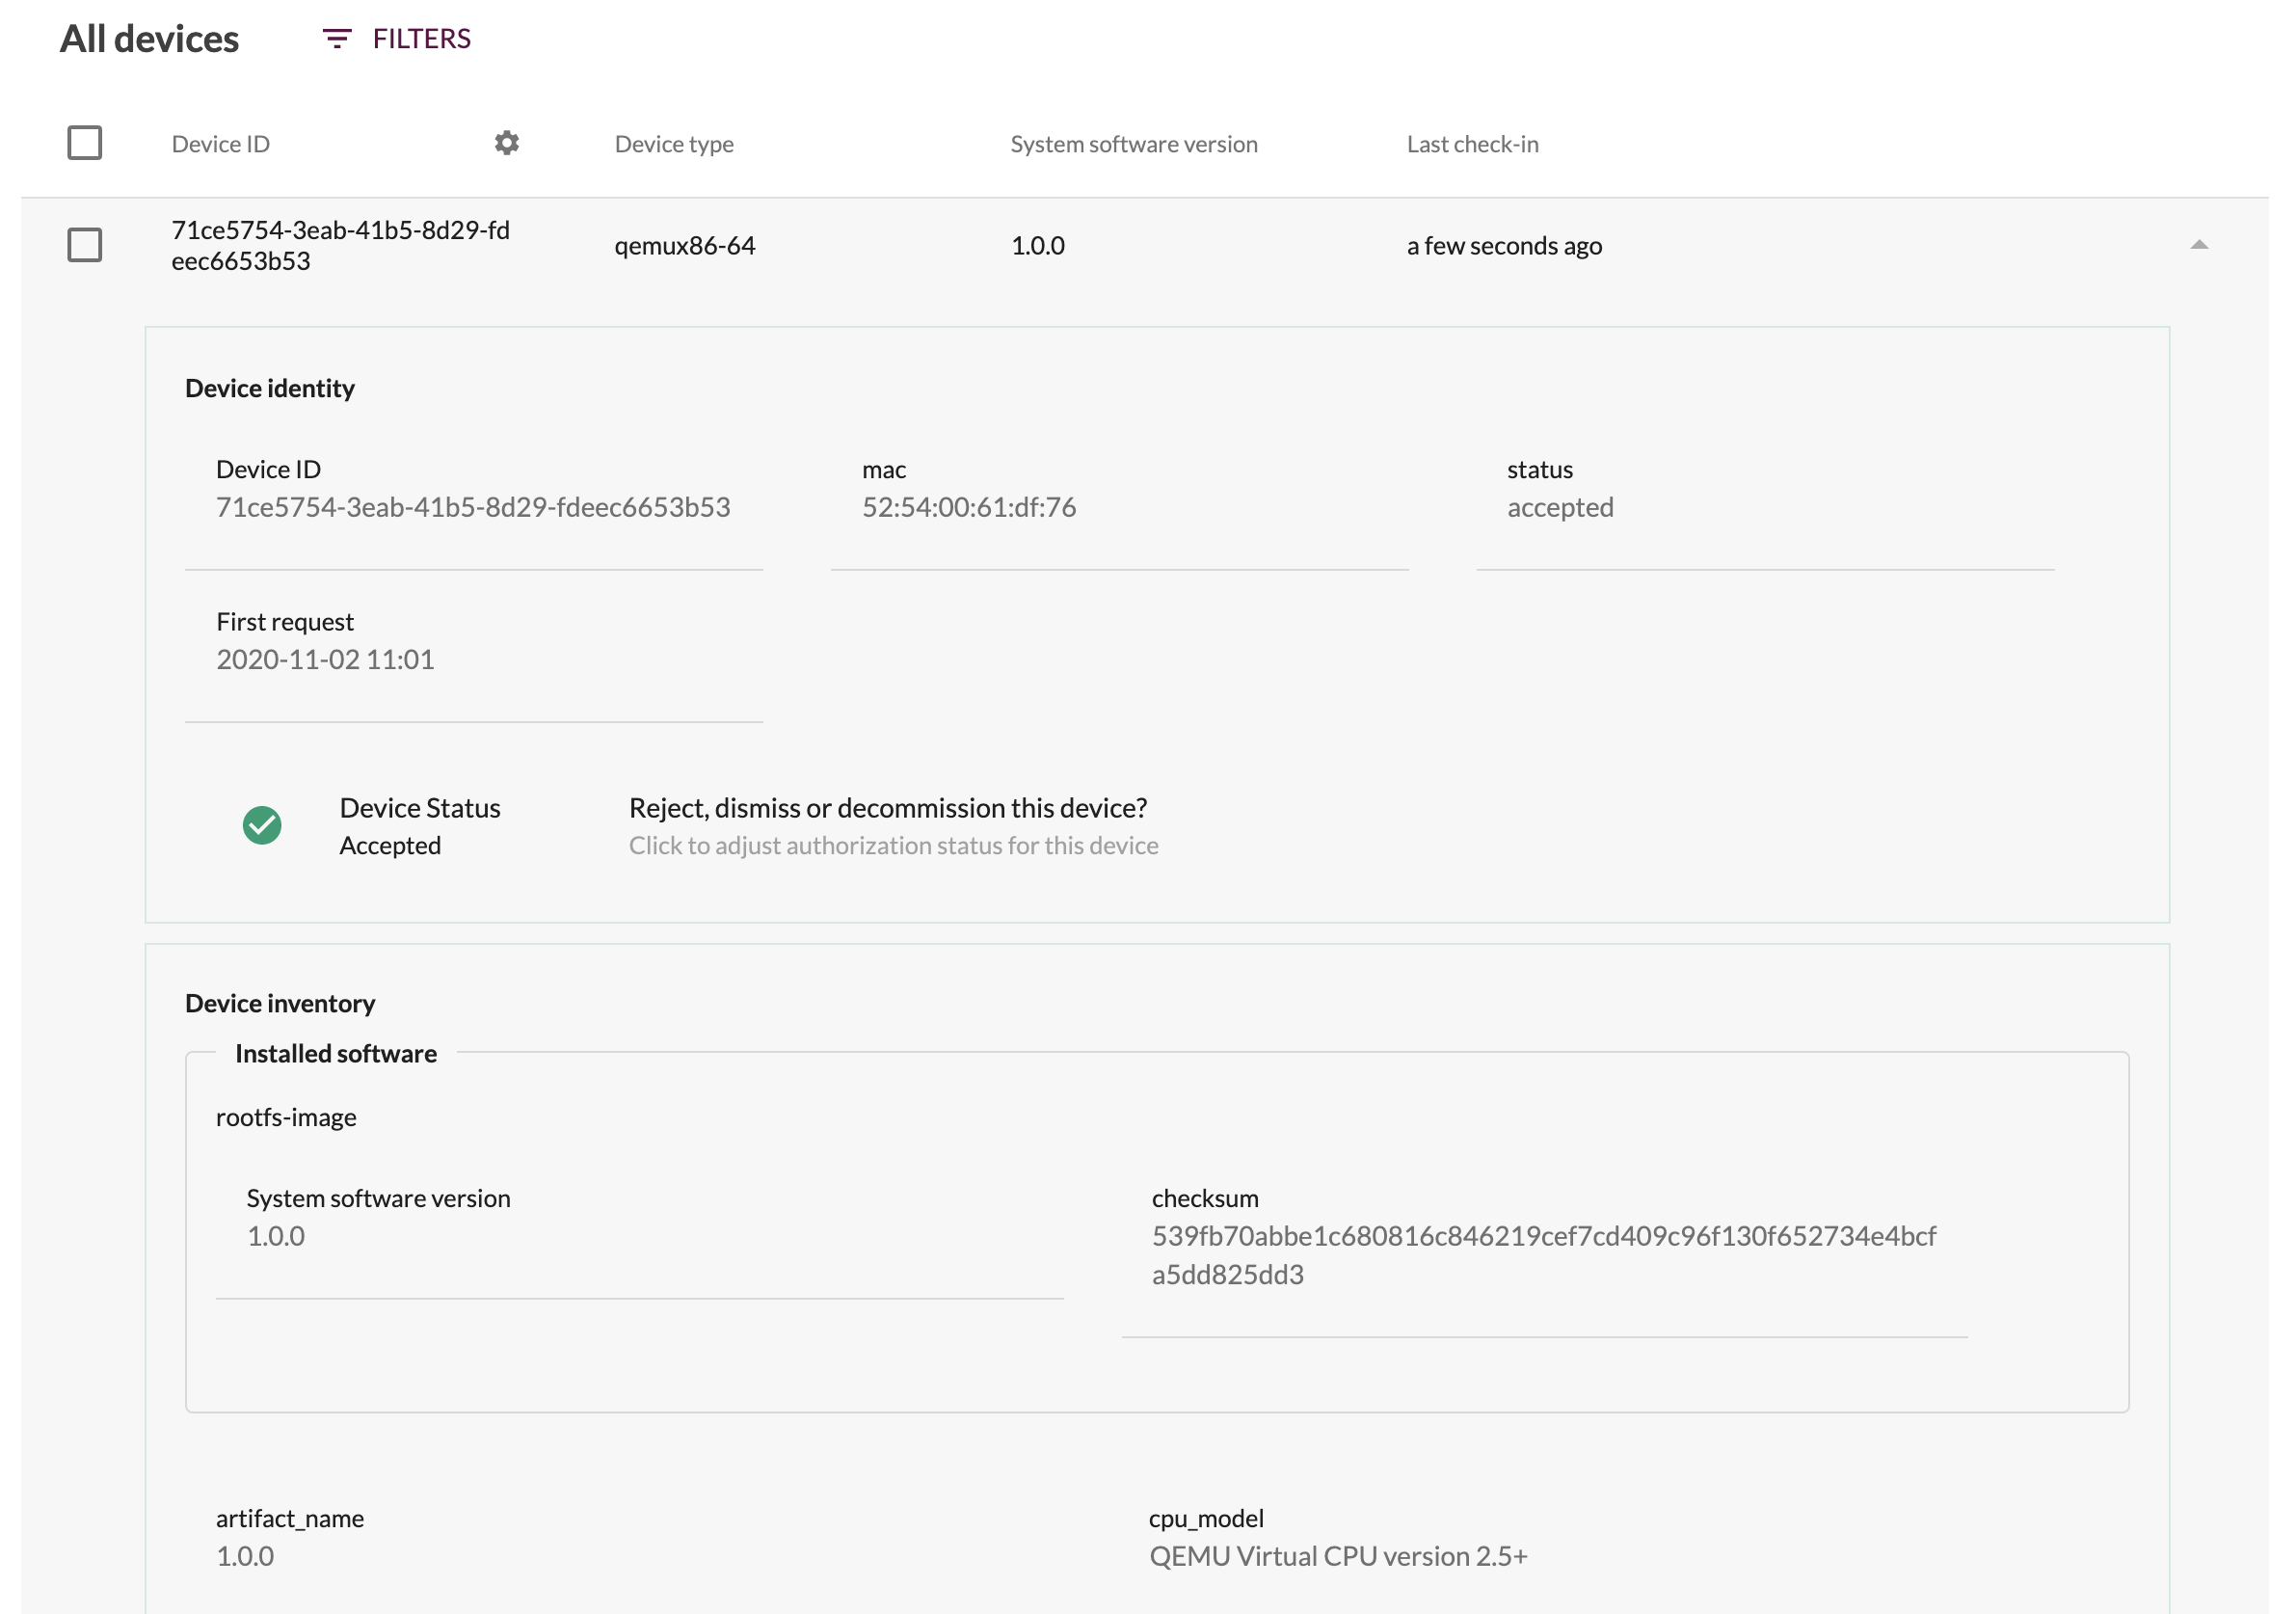 All devices
FILTERS
Device ID
Device type
System software version
Last check-in
71ce5754-3eab-41b5-8d29-fd
eec6653b53
qemux86-64
1.0.0
a few seconds ago
Device identity
Device ID
71ce5754-3eab-41b5-8d29-fdeec6653b53
mac
52:54:00:61:df:76
status
accepted
First request
2020-11-02 11:01
Device Status
Accepted
Reject, dismiss or decommission this device?
Click to adjust authorization status for this device
Device inventory
Installed software
rootfs-image
System software version
1.0.0
checksum
539fb70abbe1c680816c846219cef7cd409c96f130f652734e4bcf
a5dd825dd3
artifact_name
1.0.0
cpu_model
QEMU Virtual CPU version 2.5+